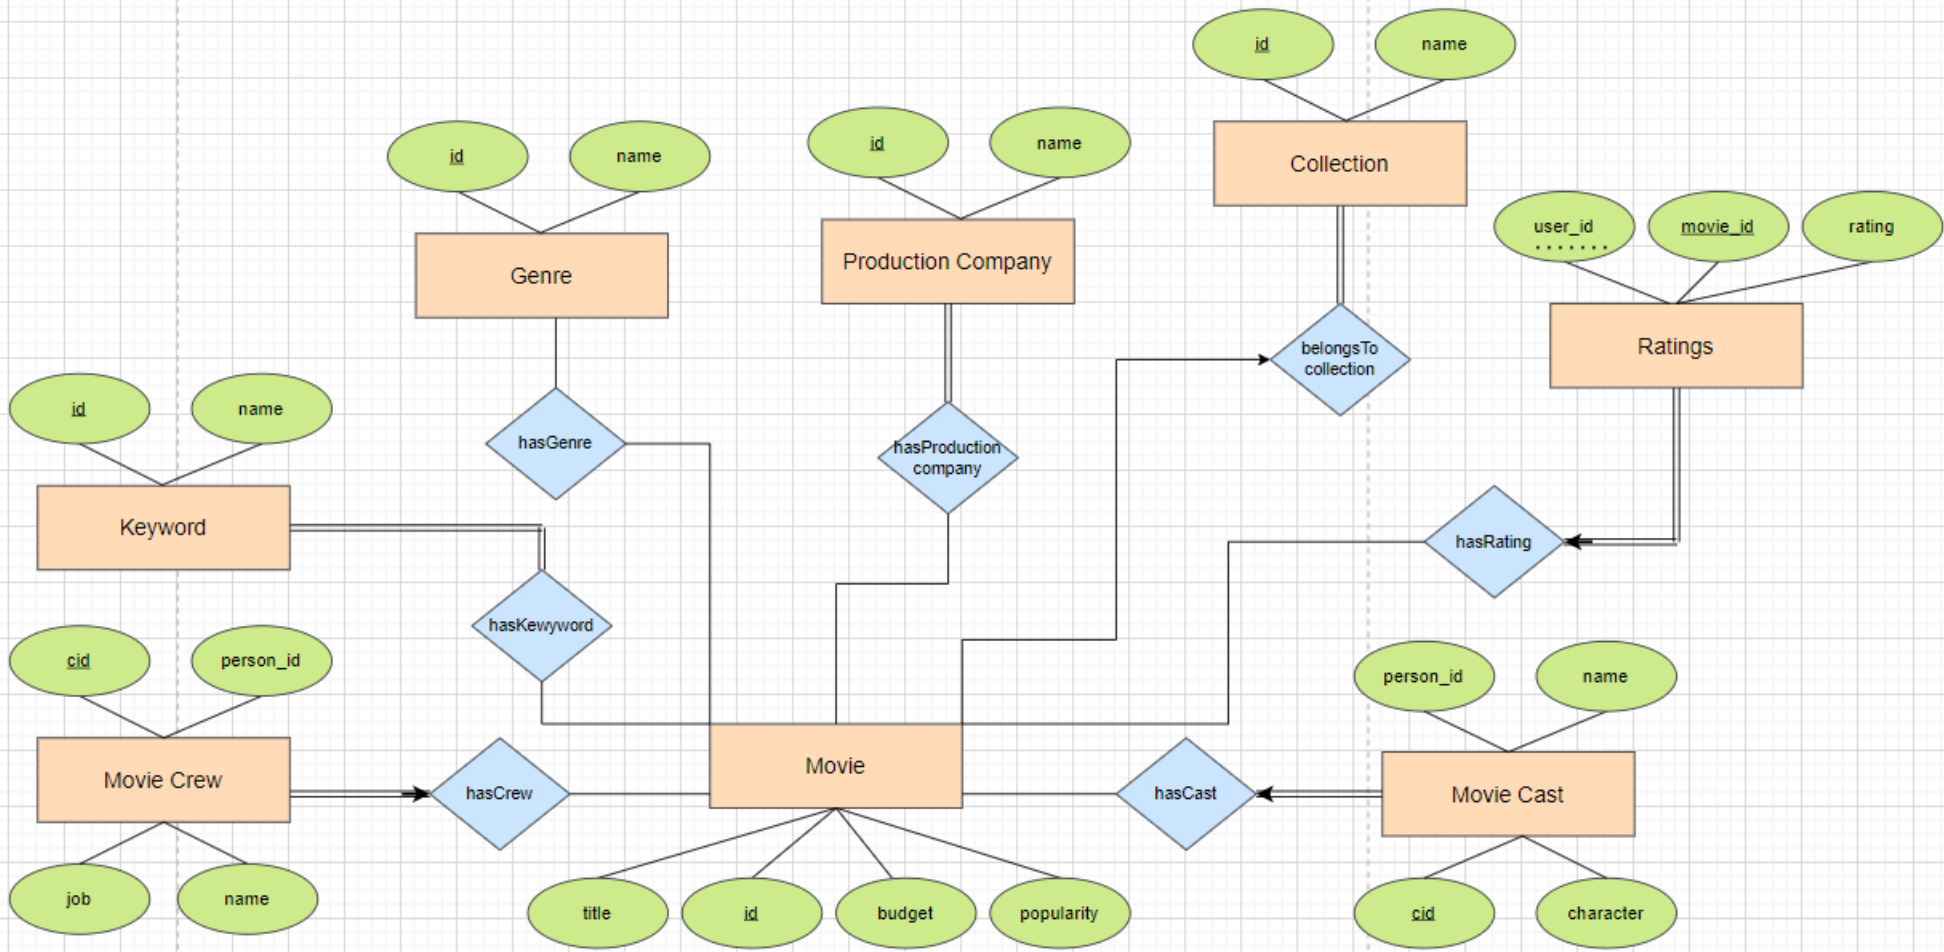 id
name
Collection
id
name
Production Company
id
name
Genre
user_id
movie_id
rating
Ratings
belongsTo
collection
id
name
Keyword
hasGenre
hasProduction
company
hasRating
hasKewyword
cid
person_id
Movie Crew
job
name
hasCrew
Movie
title
id
budget
popularity
hasCast
person_id
name
Movie Cast
cid
character